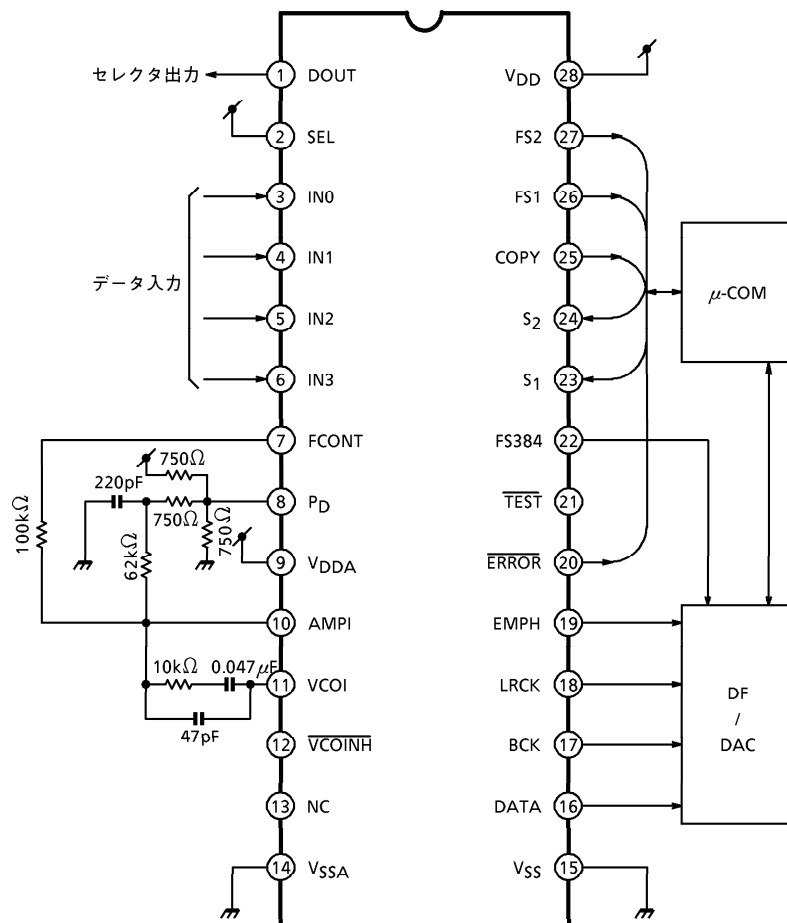 セレクタ出力
1 DOUT
2 SEL
データ入力
3 IN0
4 IN1
5 IN2
6 IN3
7 FCONT
750Ω
220pF
8 PD
750Ω
750Ω
100kΩ
62kΩ
9 VDDA
10 AMPI
10kΩ
0.047μF
11 VCOI
47pF
12 VCOINH
13 NC
14 VSSA
VDD 28
FS2 27
FS1 26
COPY 25
S2 24
S1 23
FS384 22
TEST 21
ERROR 20
EMPH 19
LRCK 18
BCK 17
DATA 16
VSS 15
μ-COM
DF
/
DAC